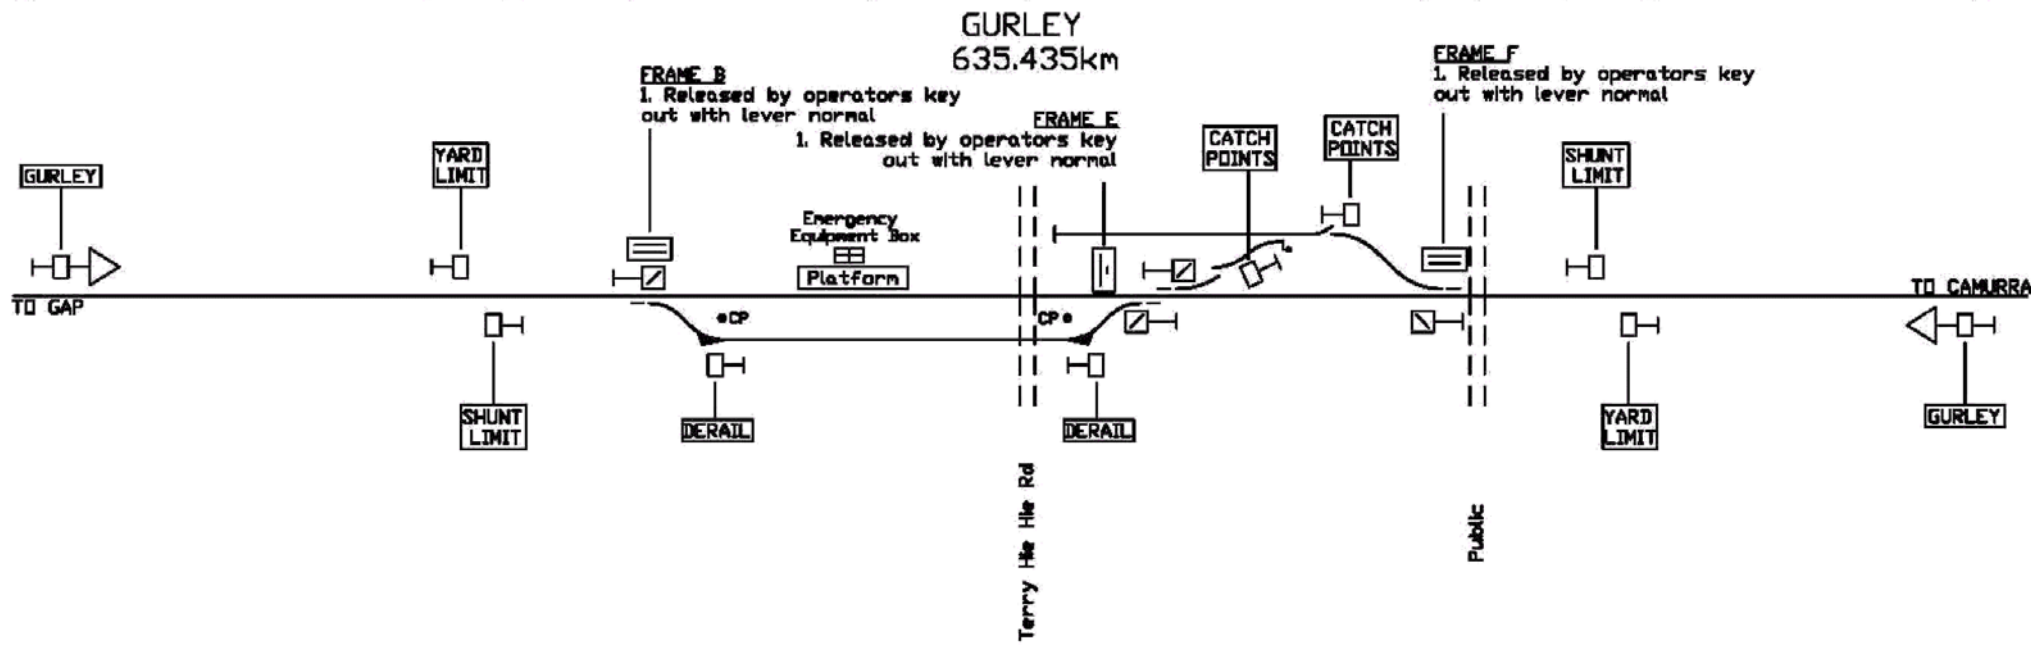 GURLEY
635.435km
FRAME B
1. Released by operators key
out with lever normal
FRAME E
1. Released by operators key
out with lever normal
FRAME F
1. Released by operators key
out with lever normal
CATCH
POINTS
CATCH
POINTS
GURLEY
YARD
LIMIT
SHUNT
LIMIT
Emergency
Equipment Box
Platform
TO GAP
TO CAMURRA
CP
CP
SHUNT
LIMIT
DERAIL
DERAIL
YARD
LIMIT
GURLEY
Terry Hie Hie Rd
Public